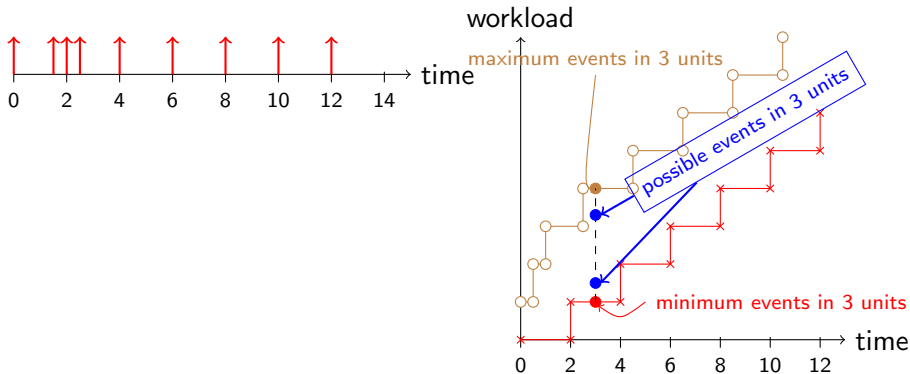 time
0 2 4 6 8 10 12 14
workload
maximum events in 3 units
possible events in 3 units
minimum events in 3 units
time
0 2 4 6 8 10 12